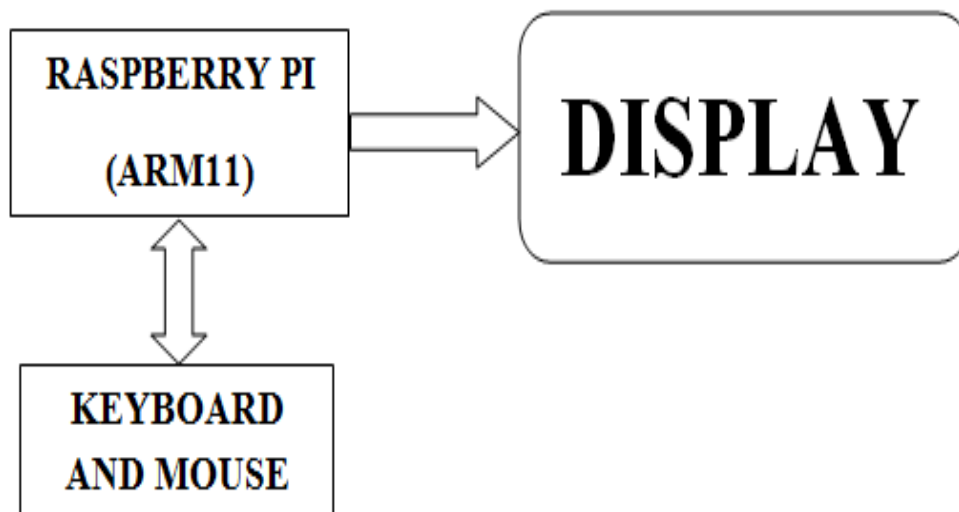 RASPBERRY PI
(ARM11)
DISPLAY
KEYBOARD
AND MOUSE